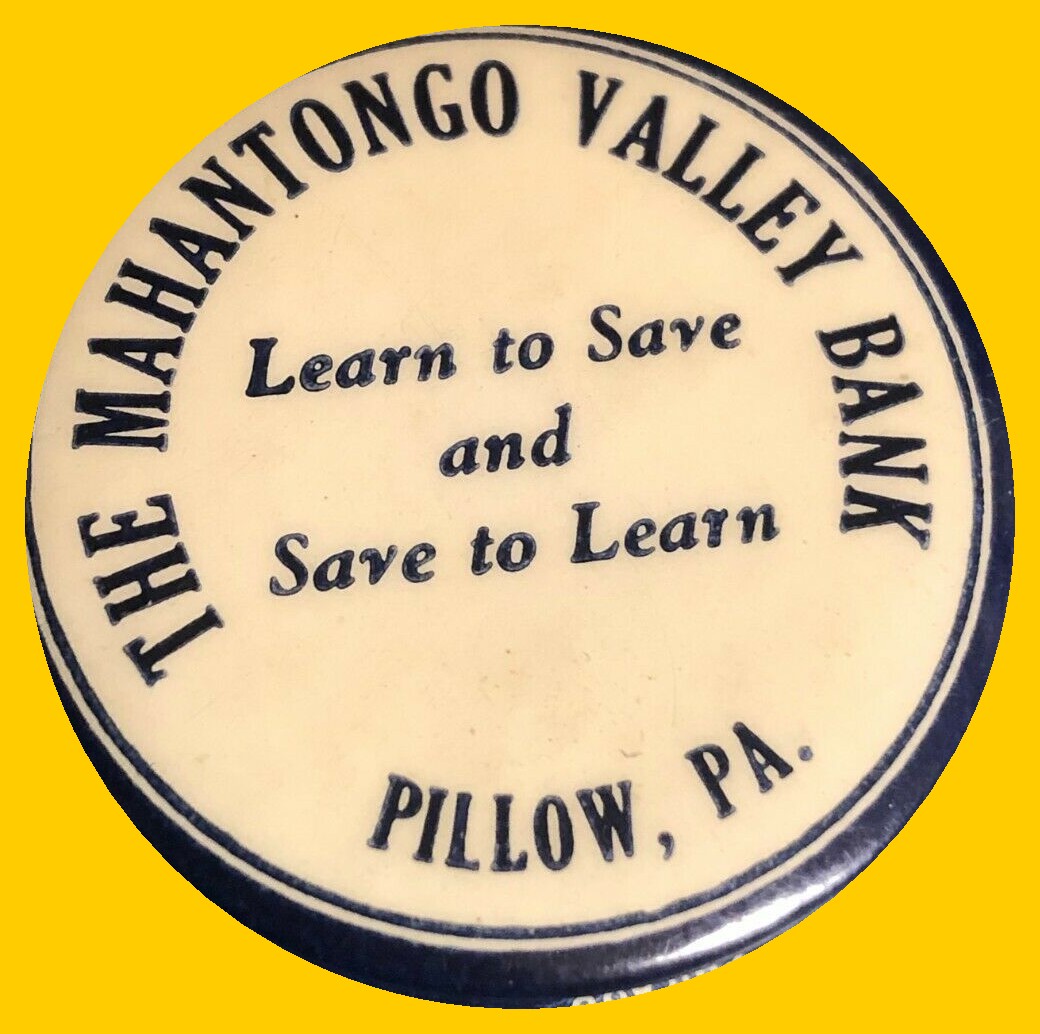 THE MAHANTONGO VALLEY BANK
Learn to Save
and
Save to Learn
PILLOW, PA.